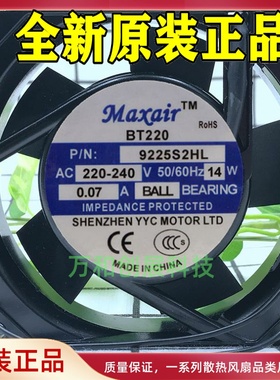 全新原装正品
Maxair™
BT220
RoHS
P/N: 9225S2HL
AC 220-240 V 50/60Hz 14 W
0.07 A BALL BEARING
IMPEDANCE PROTECTED
SHENZHEN YYC MOTOR LTD
CCC
MADE IN CHINA
装正品
品质保证，一系列散热风扇品类